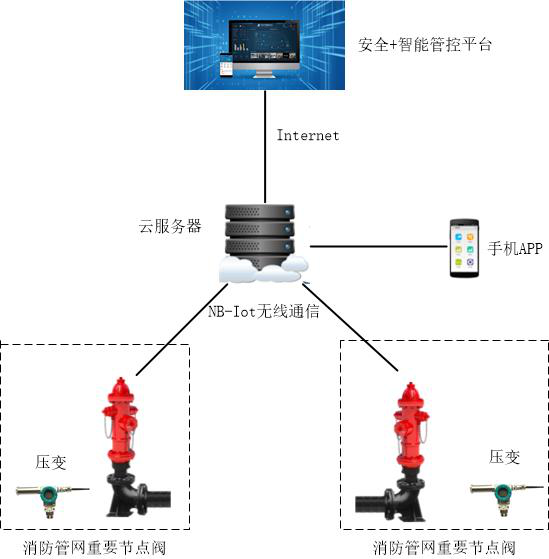 安全+智能管控平台
Internet
云服务器
手机APP
NB-Iot无线通信
压变
压变
消防管网重要节点阀
消防管网重要节点阀